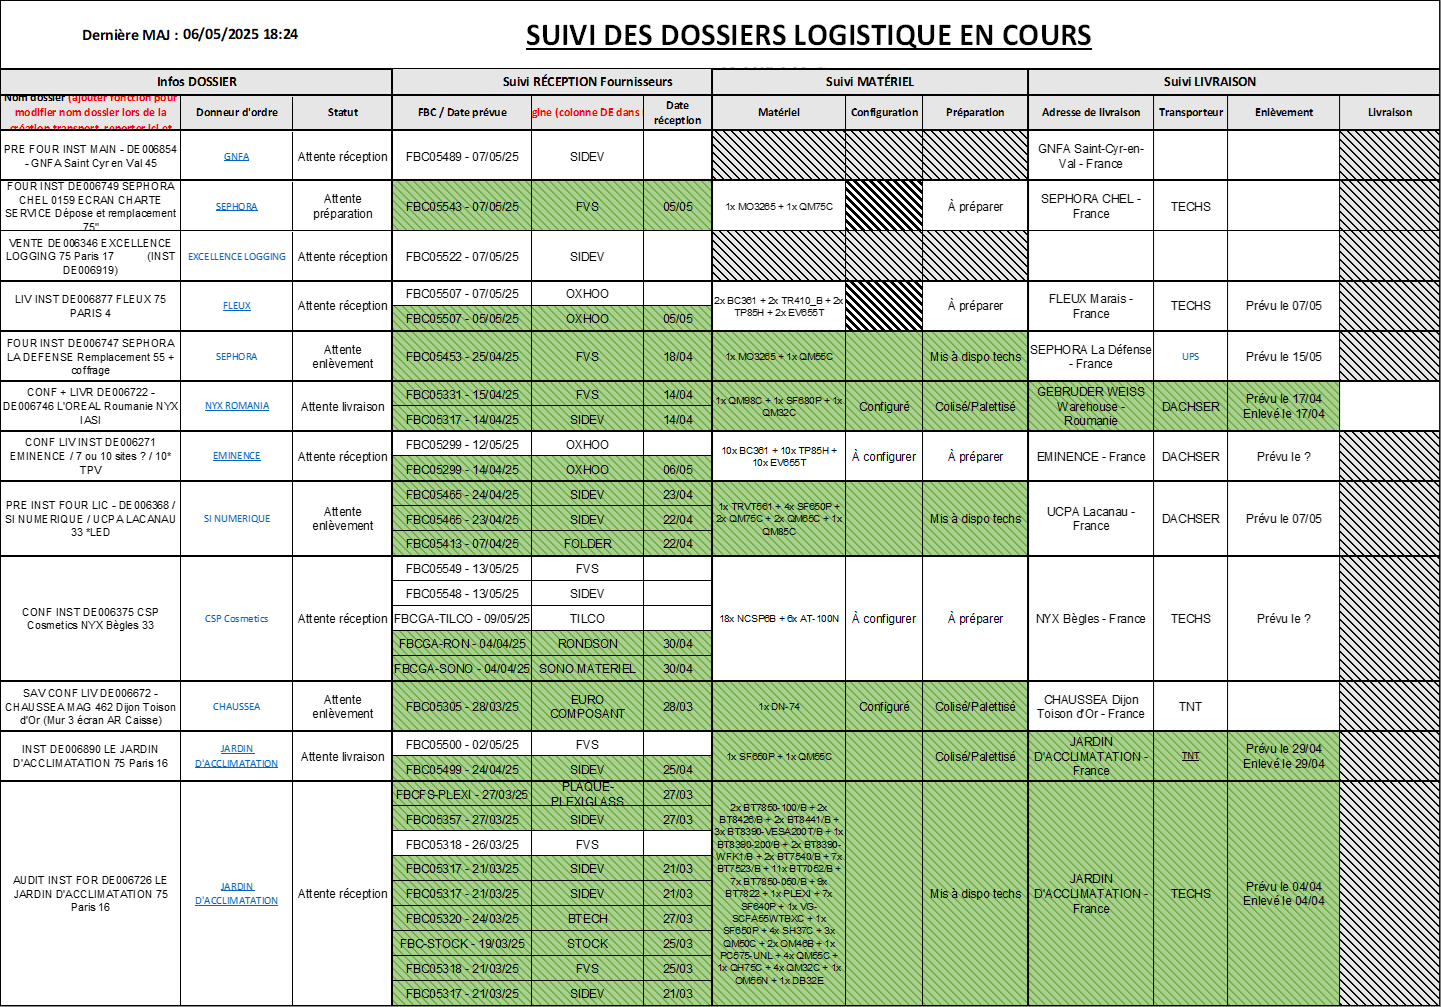 Dernière MAJ : 06/05/2025 18:24
SUIVI DES DOSSIERS LOGISTIQUE EN COURS
Infos DOSSIER
Suivi RÉCEPTION Fournisseurs
Suivi MATÉRIEL
Suivi LIVRAISON
Nom dossier (ajouter fonction pour
modifier nom dossier lors de la
création transport, reporter ici et
Donneur d'ordre
Statut
FBC / Date prévue
gine (colonne DE dans
Date
réception
Matériel
Configuration
Préparation
Adresse de livraison
Transporteur
Enlèvement
Livraison
PRE FOUR INST MAIN - DE006854
- GNFA Saint Cyr en Val 45
GNFA
Attente réception
FBC05489 - 07/05/25
SIDEV
GNFA Saint-Cyr-en-
Val - France
FOUR INST DE006749 SEPHORA
CHEL 0159 ECRAN CHARTE
SERVICE Dépose et remplacement
75"
SEPHORA
Attente
préparation
FBC05543 - 07/05/25
FVS
05/05
1x MO3265 + 1x QM75C
À préparer
SEPHORA CHEL -
France
TECHS
VENTE DE006346 EXCELLENCE
LOGGING 75 Paris 17 (INST
DE006919)
EXCELLENCE LOGGING
Attente réception
FBC05522 - 07/05/25
SIDEV
LIV INST DE006877 FLEUX 75
PARIS 4
FLEUX
Attente réception
FBC05507 - 07/05/25
OXHOO
FBC05507 - 05/05/25
OXHOO
05/05
2x BC361 + 2x TR410_B + 2x
TP85H + 2x EV655T
À préparer
FLEUX Marais -
France
TECHS
Prévu le 07/05
FOUR INST DE006747 SEPHORA
LA DEFENSE Remplacement 55 +
coffrage
SEPHORA
Attente
enlèvement
FBC05453 - 25/04/25
FVS
18/04
1x MO3265 + 1x QM55C
Mis à dispo techs
SEPHORA La Défense
- France
UPS
Prévu le 15/05
CONF + LIVR DE006722 -
DE006746 L'OREAL Roumanie NYX
IASI
NYX ROMANIA
Attente livraison
FBC05331 - 15/04/25
FVS
14/04
FBC05317 - 14/04/25
SIDEV
14/04
1x QM98C + 1x SF680P + 1x
QM32C
Configuré
Colisé/Palettisé
GEBRUDER WEISS
Warehouse -
Roumanie
DACHSER
Prévu le 17/04
Enlevé le 17/04
CONF LIV INST DE006271
EMINENCE / 7 ou 10 sites ? / 10*
TPV
EMINENCE
Attente réception
FBC05299 - 12/05/25
OXHOO
FBC05299 - 14/04/25
OXHOO
06/05
10x BC361 + 10x TP85H +
10x EV655T
À configurer
À préparer
EMINENCE - France
DACHSER
Prévu le ?
PRE INST FOUR LIC - DE006368 /
SI NUMERIQUE / UCPA LACANAU
33 *LED
SI NUMERIQUE
Attente
enlèvement
FBC05465 - 24/04/25
SIDEV
23/04
FBC05465 - 23/04/25
SIDEV
22/04
FBC05413 - 07/04/25
FOLDER
22/04
1x TRVT561 + 4x SF650P +
2x QM75C + 2x QM65C + 1x
QM85C
Mis à dispo techs
UCPA Lacanau -
France
DACHSER
Prévu le 07/05
CONF INST DE006375 CSP
Cosmetics NYX Bègles 33
CSP Cosmetics
Attente réception
FBC05549 - 13/05/25
FVS
FBC05548 - 13/05/25
SIDEV
FBCGA-TILCO - 09/05/25
TILCO
FBCGA-RON - 04/04/25
RONDSON
30/04
FBCGA-SONO - 04/04/25
SONO MATERIEL
30/04
18x NCSP6B + 6x AT-100N
À configurer
À préparer
NYX Bègles - France
TECHS
Prévu le ?
SAV CONF LIV DE006672 -
CHAUSSEA MAG 462 Dijon Toison
d'Or (Mur 3 écran AR Caisse)
CHAUSSEA
Attente
enlèvement
FBC05305 - 28/03/25
EURO
COMPOSANT
28/03
1x DN-74
Configuré
Colisé/Palettisé
CHAUSSEA Dijon
Toison d'Or - France
TNT
INST DE006890 LE JARDIN
D'ACCLIMATATION 75 Paris 16
JARDIN
D'ACCLIMATATION
Attente livraison
FBC05500 - 02/05/25
FVS
FBC05499 - 24/04/25
SIDEV
25/04
1x SF650P + 1x QM55C
Colisé/Palettisé
JARDIN
D'ACCLIMATATION -
France
TNT
Prévu le 29/04
Enlevé le 29/04
AUDIT INST FOR DE006726 LE
JARDIN D'ACCLIMATATION 75
Paris 16
JARDIN
D'ACCLIMATATION
Attente réception
FBCFS-PLEXI - 27/03/25
PLAQUE-
PLEXIGLASS
27/03
FBC05357 - 27/03/25
SIDEV
27/03
FBC05318 - 26/03/25
FVS
FBC05317 - 21/03/25
SIDEV
21/03
FBC05317 - 21/03/25
SIDEV
21/03
FBC05320 - 24/03/25
BTECH
27/03
FBC-STOCK - 19/03/25
STOCK
25/03
FBC05318 - 21/03/25
FVS
25/03
FBC05317 - 21/03/25
SIDEV
21/03
2x BT7850-100/B + 2x
BT8426/B + 2x BT8441/B +
3x BT8390-VESA200T/B + 1x
BT8390-200/B + 2x BT8390-
WFK1/B + 2x BT7540/B + 7x
BT7523/B + 11x BT7052/B +
7x BT7850-050/B + 9x
BT7822 + 1x PLEXI + 7x
SF640P + 1x VG-
SCFA55WTBXC + 1x
SF650P + 4x SH37C + 3x
QM50C + 2x OM46B + 1x
PC575-UNL + 4x QM55C +
1x QH75C + 4x QM32C + 1x
OM55N + 1x DB32E
Mis à dispo techs
JARDIN
D'ACCLIMATATION -
France
TECHS
Prévu le 04/04
Enlevé le 04/04